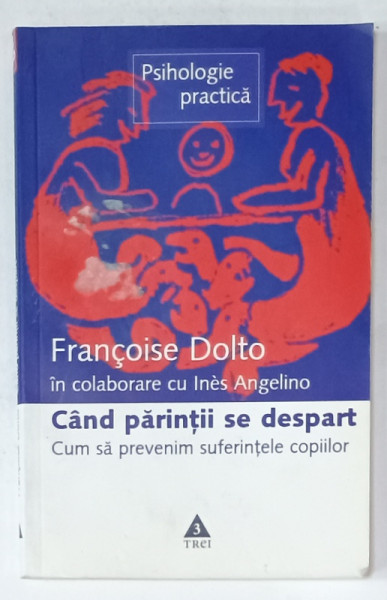 Psihologie
practică
Françoise Dolto
în colaborare cu Inès Angelino
Când părinții se despart
Cum să prevenim suferințele copiilor
3
TREI